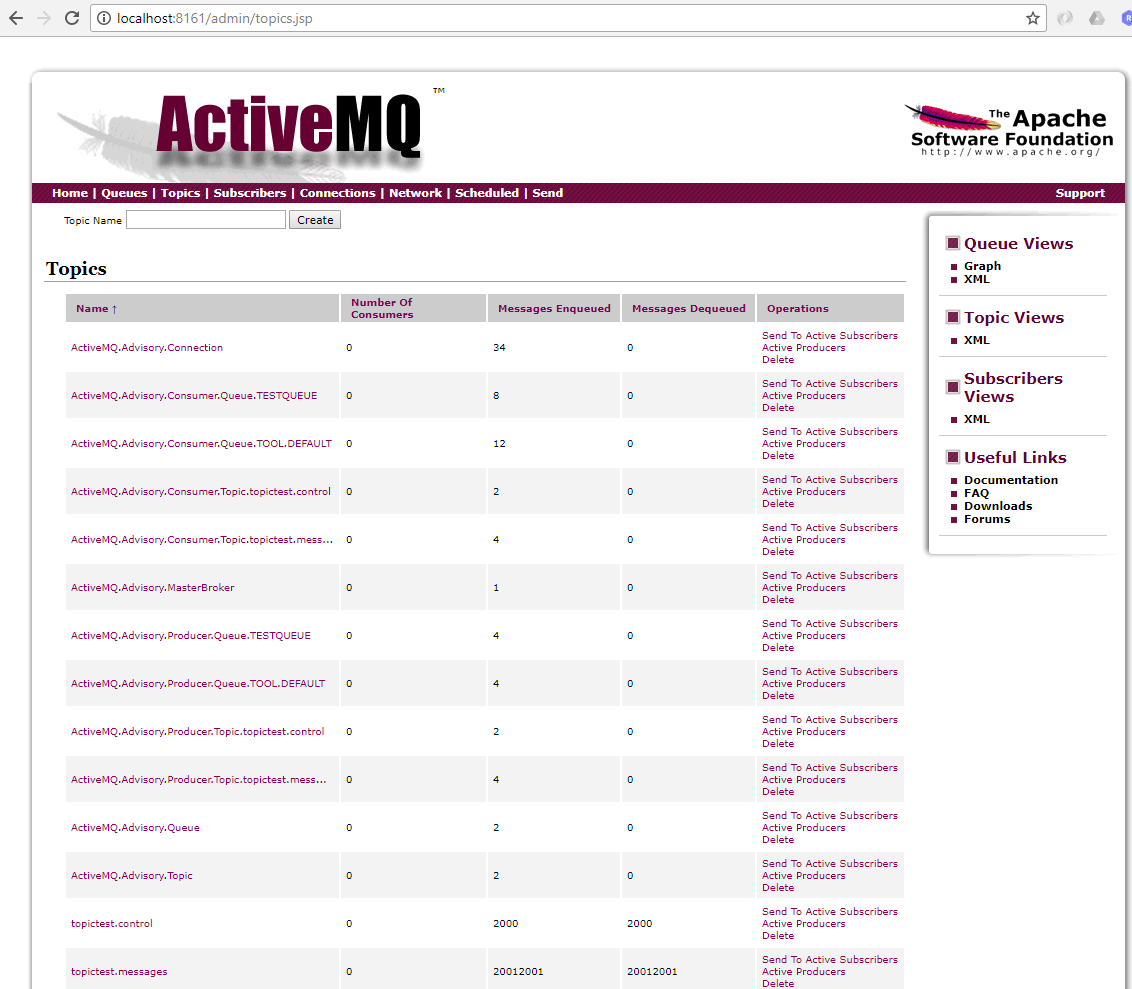 localhost:8161/admin/topics.jsp
ActiveMQ ™
The Apache
Software Foundation
http://www.apache.org/
Home | Queues | Topics | Subscribers | Connections | Network | Scheduled | Send
Support
Topic Name Create
Topics
Name ↑ Number Of Consumers Messages Enqueued Messages Dequeued Operations
ActiveMQ.Advisory.Connection 0 34 0 Send To Active Subscribers
Active Producers
Delete
ActiveMQ.Advisory.Consumer.Queue.TESTQUEUE 0 8 0 Send To Active Subscribers
Active Producers
Delete
ActiveMQ.Advisory.Consumer.Queue.TOOL.DEFAULT 0 12 0 Send To Active Subscribers
Active Producers
Delete
ActiveMQ.Advisory.Consumer.Topic.topictest.control 0 2 0 Send To Active Subscribers
Active Producers
Delete
ActiveMQ.Advisory.Consumer.Topic.topictest.mess... 0 4 0 Send To Active Subscribers
Active Producers
Delete
ActiveMQ.Advisory.MasterBroker 0 1 0 Send To Active Subscribers
Active Producers
Delete
ActiveMQ.Advisory.Producer.Queue.TESTQUEUE 0 4 0 Send To Active Subscribers
Active Producers
Delete
ActiveMQ.Advisory.Producer.Queue.TOOL.DEFAULT 0 4 0 Send To Active Subscribers
Active Producers
Delete
ActiveMQ.Advisory.Producer.Topic.topictest.control 0 2 0 Send To Active Subscribers
Active Producers
Delete
ActiveMQ.Advisory.Producer.Topic.topictest.mess... 0 4 0 Send To Active Subscribers
Active Producers
Delete
ActiveMQ.Advisory.Queue 0 2 0 Send To Active Subscribers
Active Producers
Delete
ActiveMQ.Advisory.Topic 0 2 0 Send To Active Subscribers
Active Producers
Delete
topictest.control 0 2000 2000 Send To Active Subscribers
Active Producers
Delete
topictest.messages 0 20012001 20012001 Send To Active Subscribers
Active Producers
Delete
Queue Views
Graph
XML
Topic Views
XML
Subscribers
Views
XML
Useful Links
Documentation
FAQ
Downloads
Forums